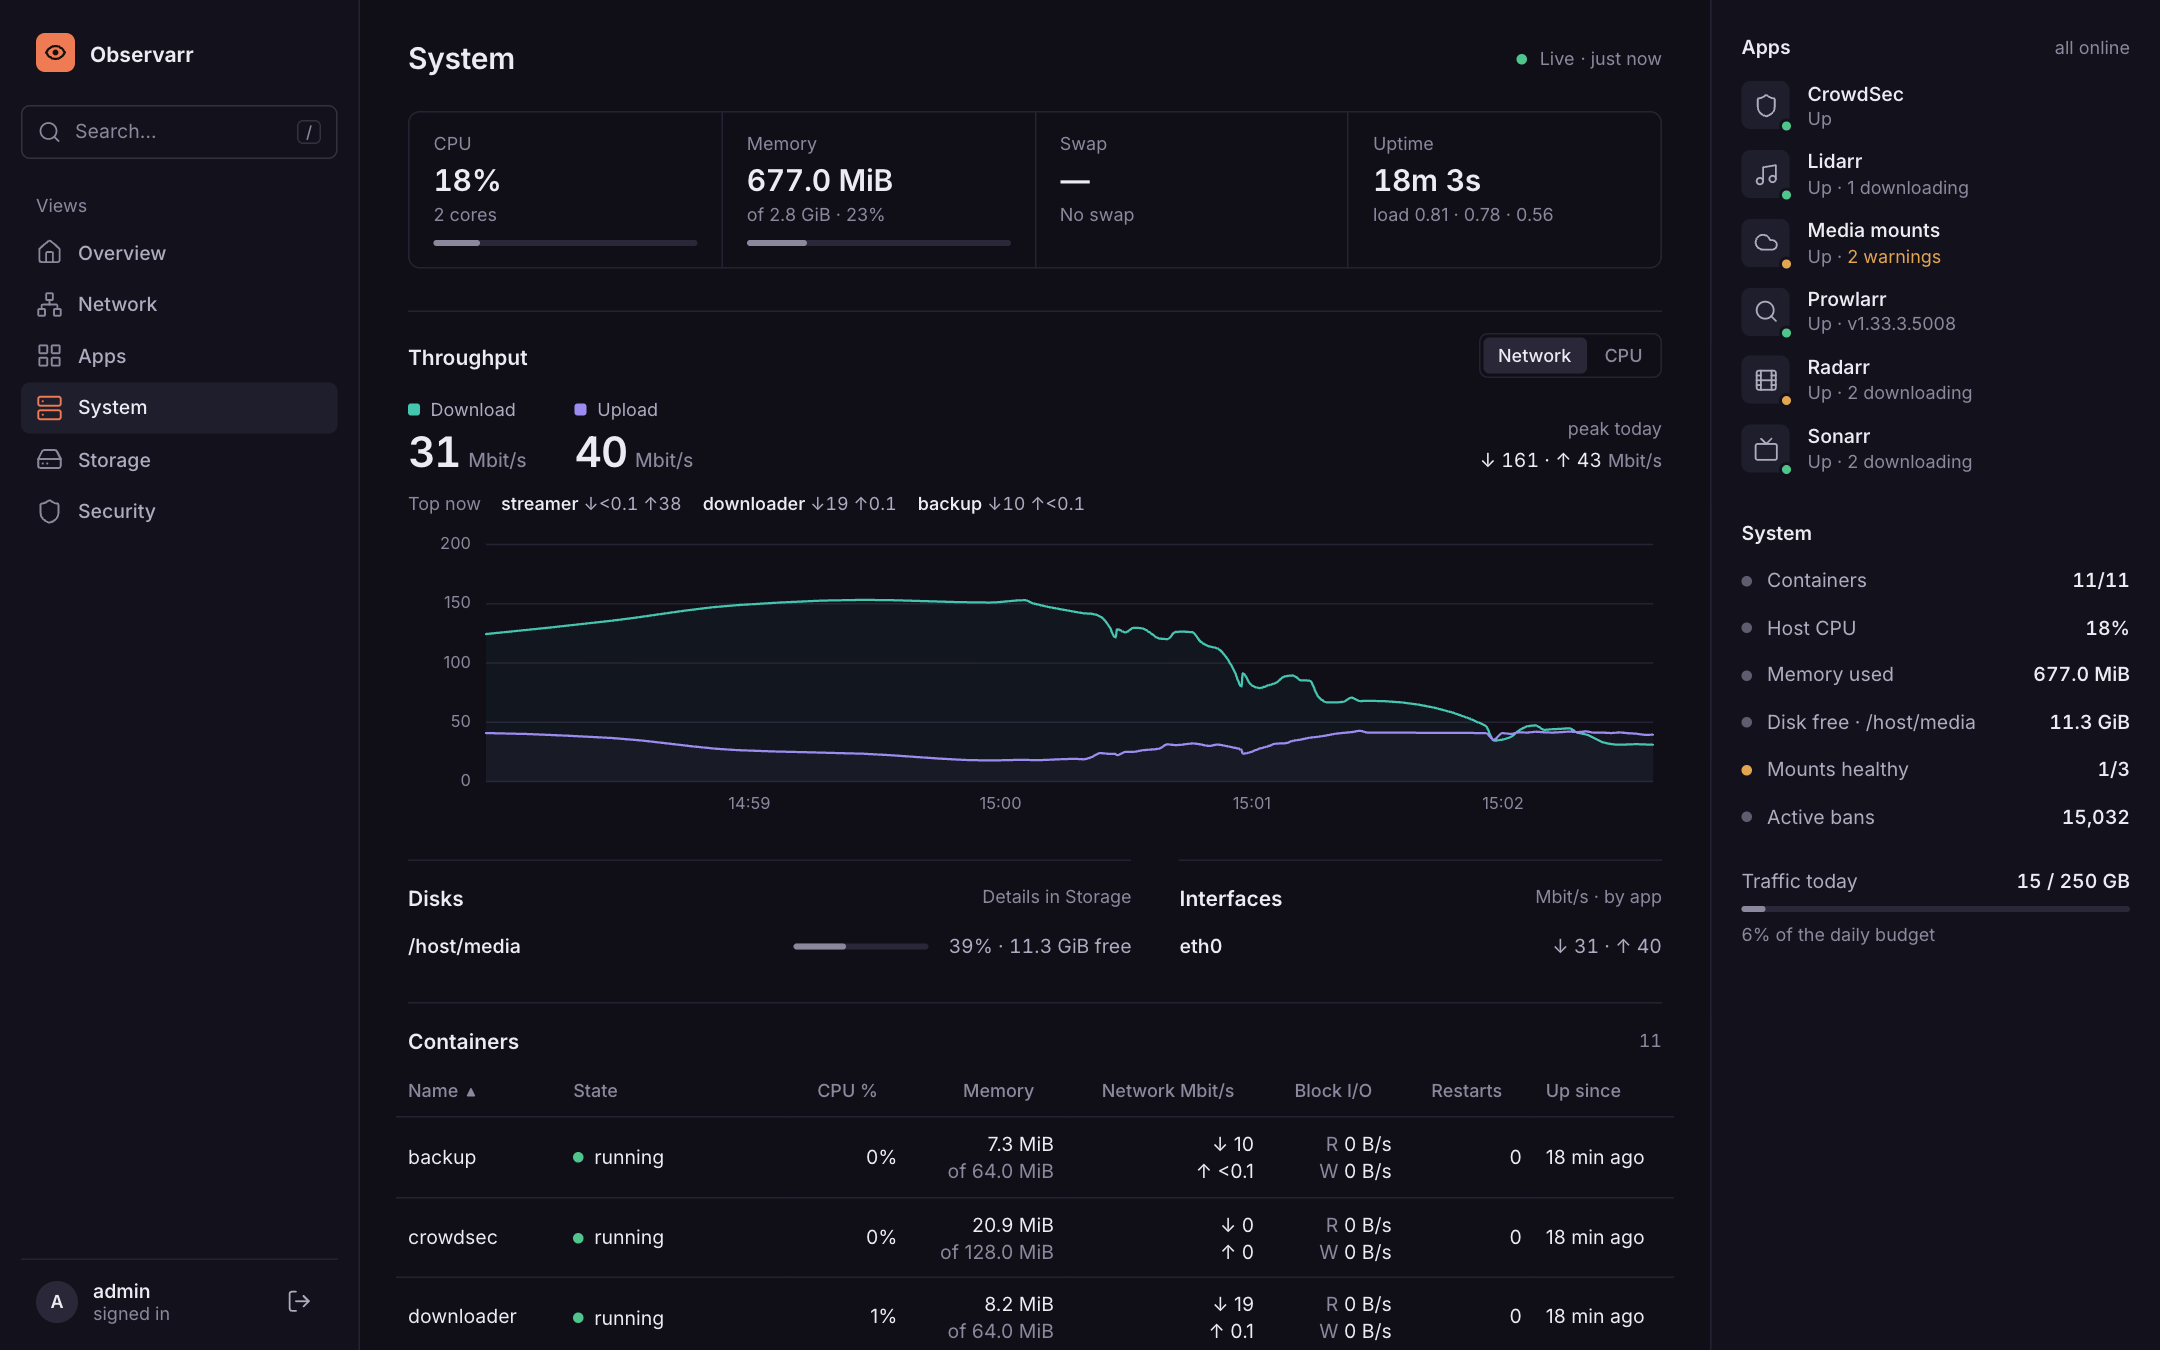 Observarr
Search... /
Views
Overview
Network
Apps
System
Storage
Security
A admin
signed in
System
Live · just now
CPU
18%
2 cores
Memory
677.0 MiB
of 2.8 GiB · 23%
Swap
—
No swap
Uptime
18m 3s
load 0.81 · 0.78 · 0.56
Throughput
Network CPU
Download Upload
31 Mbit/s 40 Mbit/s
peak today
↓ 161 · ↑ 43 Mbit/s
Top now streamer ↓<0.1 ↑38 downloader ↓19 ↑0.1 backup ↓10 ↑<0.1
200
150
100
50
0
14:59 15:00 15:01 15:02
Disks Details in Storage
/host/media 39% · 11.3 GiB free
Interfaces Mbit/s · by app
eth0 ↓ 31 · ↑ 40
Containers 11
Name ▲ State CPU % Memory Network Mbit/s Block I/O Restarts Up since
backup running 0% 7.3 MiB ↓ 10 R 0 B/s 0 18 min ago
of 64.0 MiB ↑ <0.1 W 0 B/s
crowdsec running 0% 20.9 MiB ↓ 0 R 0 B/s 0 18 min ago
of 128.0 MiB ↑ 0 W 0 B/s
downloader running 1% 8.2 MiB ↓ 19 R 0 B/s 0 18 min ago
of 64.0 MiB ↑ 0.1 W 0 B/s
Apps all online
CrowdSec
Up
Lidarr
Up · 1 downloading
Media mounts
Up · 2 warnings
Prowlarr
Up · v1.33.3.5008
Radarr
Up · 2 downloading
Sonarr
Up · 2 downloading
System
Containers 11/11
Host CPU 18%
Memory used 677.0 MiB
Disk free · /host/media 11.3 GiB
Mounts healthy 1/3
Active bans 15,032
Traffic today 15 / 250 GB
6% of the daily budget